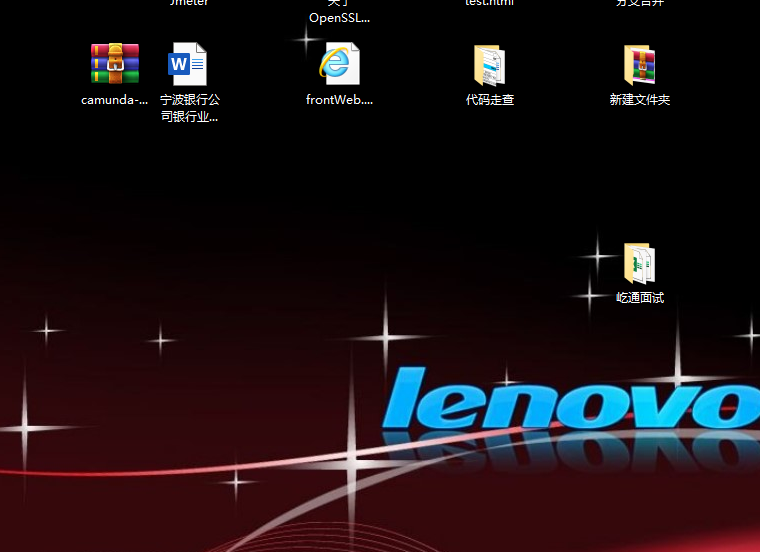 Jmeter
关于
OpenSSL...
test.html
分支合并
camunda-...
宁波银行公
司银行业...
frontWeb....
代码走查
新建文件夹
屹通面试
lenovo